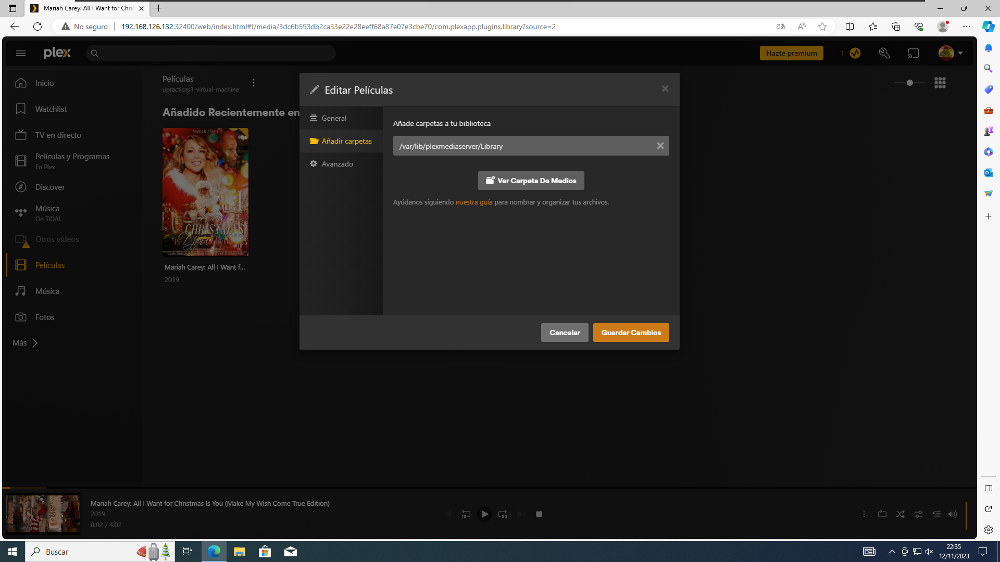 Mariah Carey: All I Want for Chris
No seguro
192.168.126.132:32400/web/index.html#!/media/3dc6b593db2ca33e22e28eeff68a87e07e3cbe70/com.plexapp.plugins.library?source=2
plex
Hazte premium
1
Inicio
Watchlist
TV en directo
Películas y Programas
En Plex
Discover
Música
On TIDAL
Otros vídeos
Películas
Música
Fotos
Más
Películas
upracticas1-virtual-machine
Añadido Recientemente en
MARIAH CAREY
ALL I
Want
CHRISTMAS
IS You
Mariah Carey: All I Want f...
2019
Editar Películas
General
Añadir carpetas
Avanzado
Añade carpetas a tu biblioteca
/var/lib/plexmediaserver/Library
Ver Carpeta De Medios
Ayúdanos siguiendo nuestra guía para nombrar y organizar tus archivos.
Cancelar
Guardar Cambios
Mariah Carey: All I Want for Christmas Is You (Make My Wish Come True Edition)
2019
0:02 / 4:02
10
30
Buscar
22:35
12/11/2023